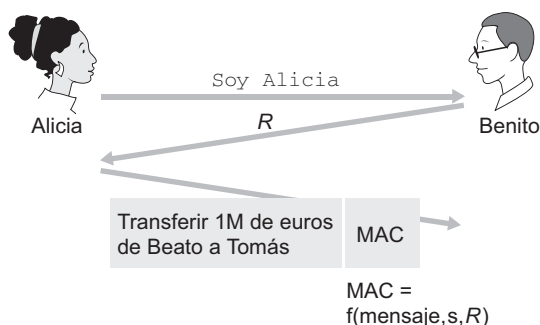 Soy Alicia
Alicia
R
Benito
Transferir 1M de euros
de Beato a Tomás
MAC
MAC =
f(mensaje,s,R)